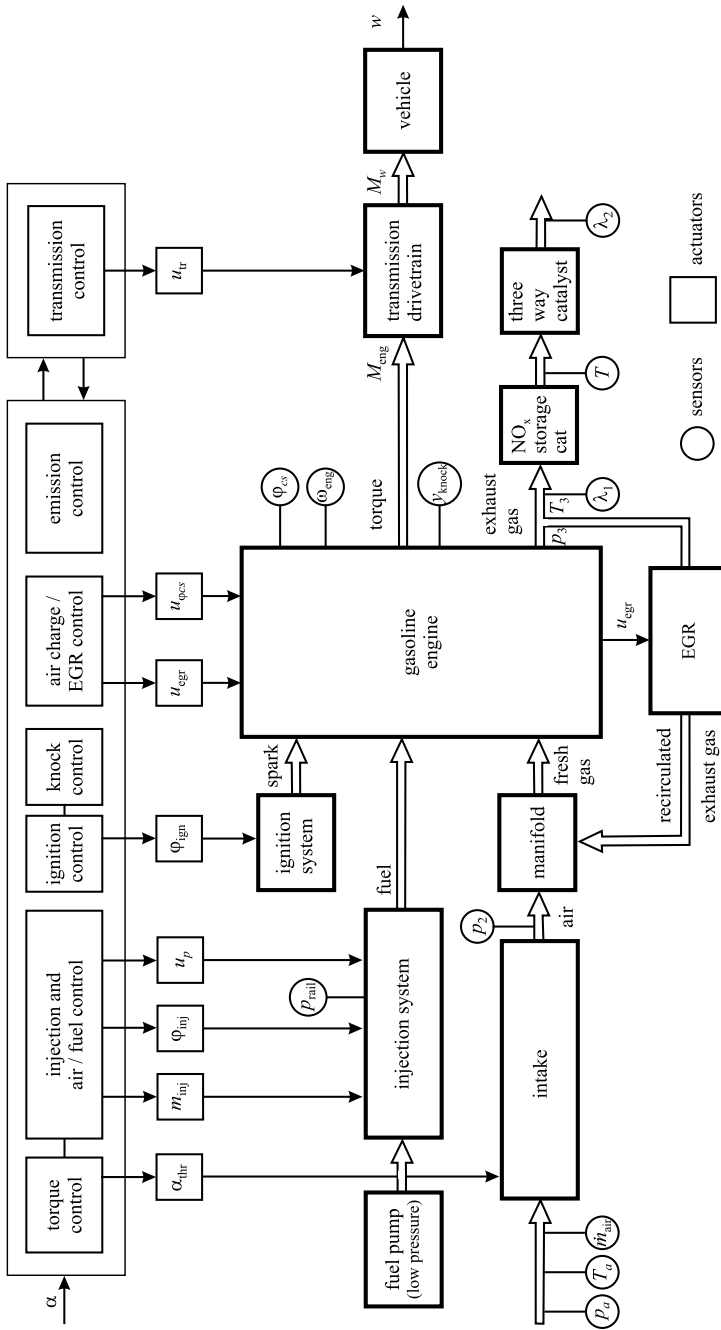 α
torque
control
injection and
air / fuel control
ignition
control
knock
control
air charge /
EGR control
emission
control
transmission
control
α_thr
m_inj
φ_inj
u_p
φ_ign
u_egr
u_φcs
u_tr
fuel pump
(low pressure)
injection system
p_rail
fuel
ignition
system
spark
gasoline
engine
φ_cs
ω_eng
torque
y_knock
M_eng
transmission
drivetrain
M_w
vehicle
w
p_a
T_a
ṁ_air
intake
p_2
air
manifold
fresh
gas
exhaust
gas
p_3
T_3
λ_1
NO_x
storage
cat
T
three
way
catalyst
λ_2
recirculated
exhaust gas
u_egr
EGR
sensors
actuators